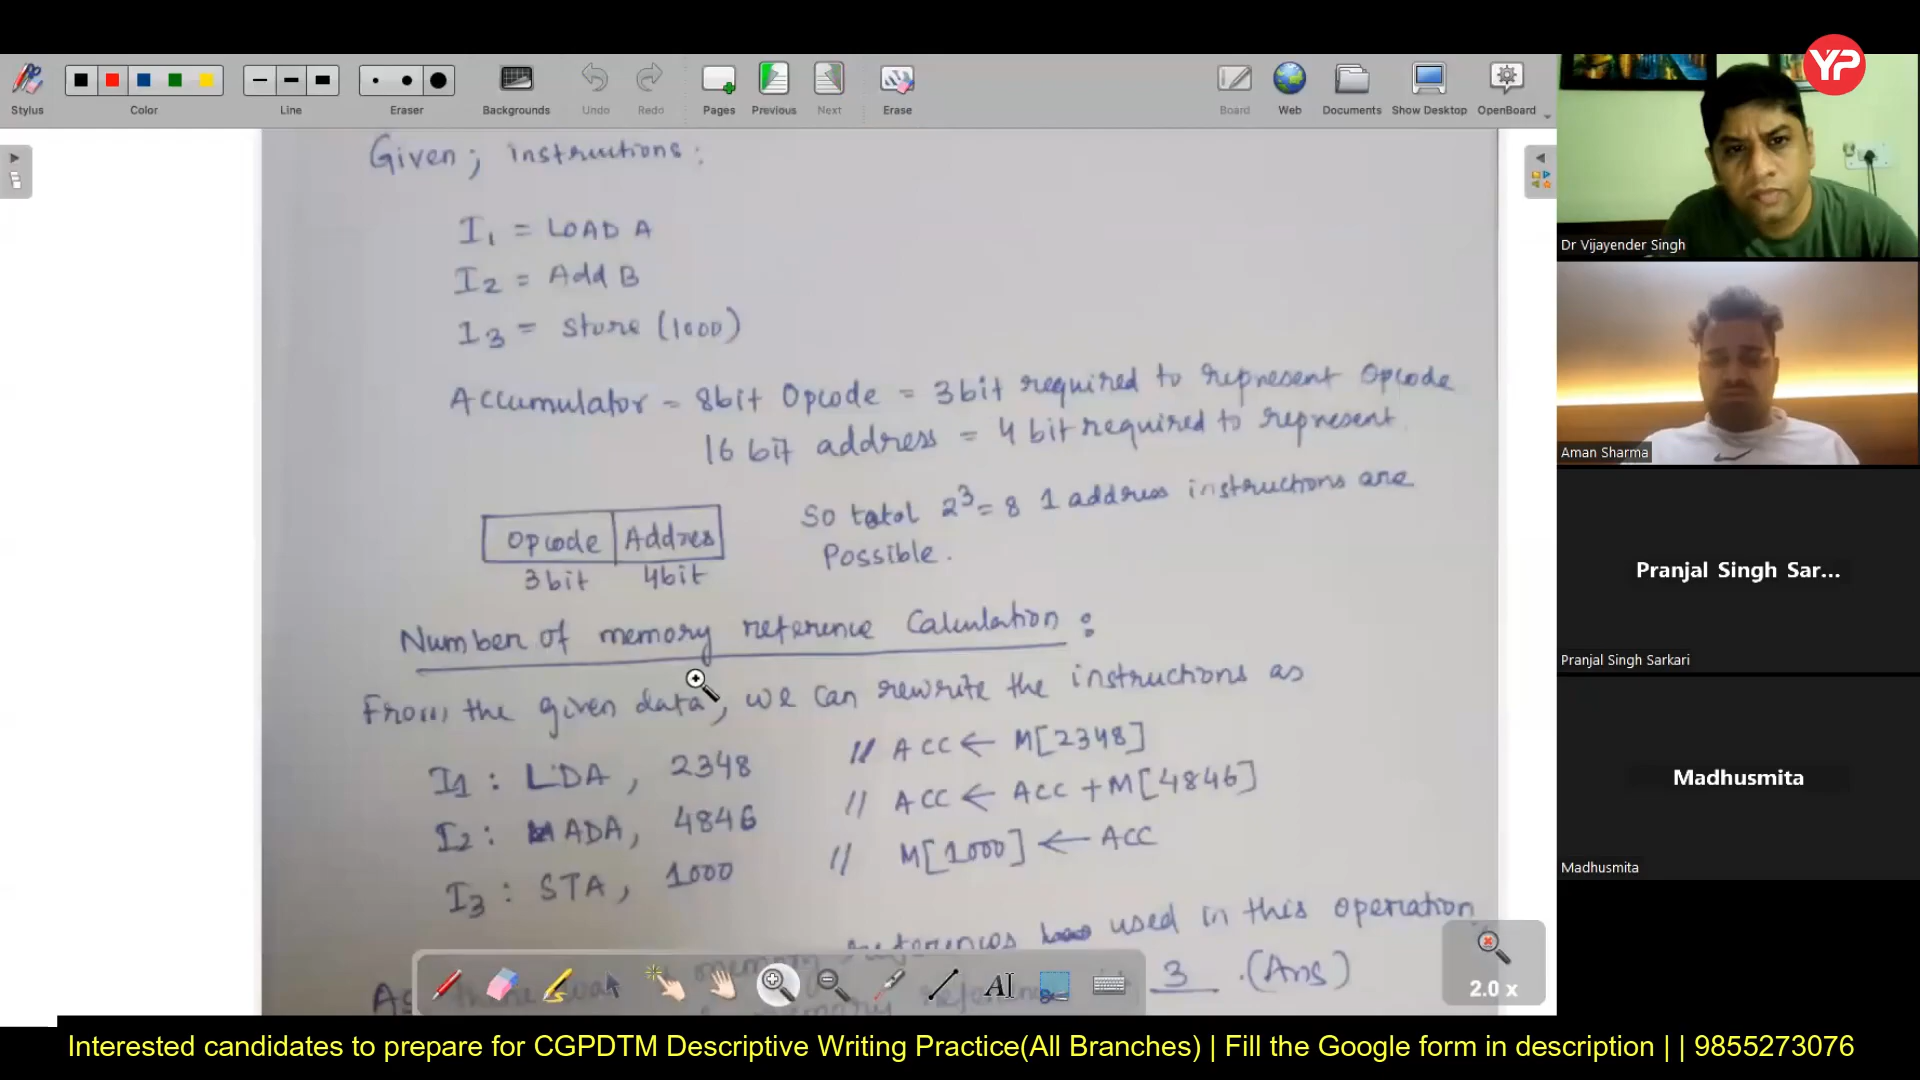 YP
Stylus
Color
Line
Eraser
Backgrounds
Undo
Redo
Pages
Previous
Next
Erase
Board
Web
Documents
Show Desktop
OpenBoard
Given; instructions:
I1 = LOAD A
I2 = Add B
I3 = Store (1000)
Accumulator = 8bit Opcode = 3bit required to represent Opcode
16 bit address = 4 bit required to represent
Opcode Addres
3bit 4bit
So total 2³ = 8 1 address instructions are
Possible.
Number of memory reference Calculation :
From the given data, we can rewrite the instructions as
I1 : LDA, 2348 // ACC ← M[2348]
I2 : ADA, 4846 // ACC ← ACC + M[4846]
I3 : STA, 1000 // M[1000] ← ACC
references used in this operation
3 . (Ans)
2.0 x
Dr Vijayender Singh
Aman Sharma
Pranjal Singh Sar...
Pranjal Singh Sarkari
Madhusmita
Madhusmita
Interested candidates to prepare for CGPDTM Descriptive Writing Practice(All Branches) | Fill the Google form in description | | 9855273076